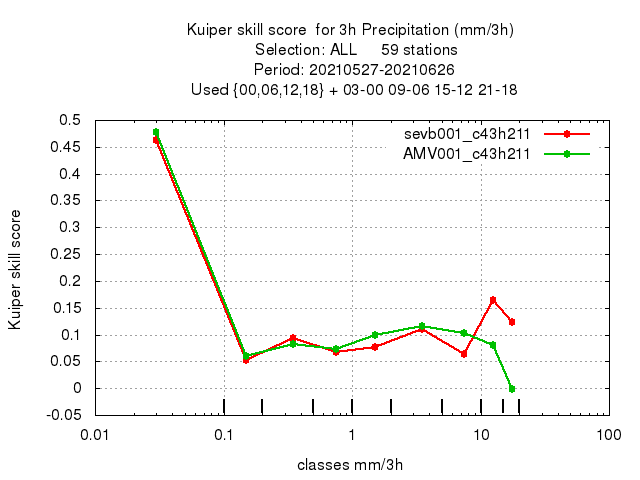 Kuiper skill score  for 3h Precipitation (mm/3h)
Selection: ALL     59 stations
Period: 20210527-20210626
Used {00,06,12,18} + 03-00 09-06 15-12 21-18
sevb001_c43h211
AMV001_c43h211
0.5
0.45
0.4
0.35
0.3
0.25
0.2
0.15
0.1
0.05
0
-0.05
Kuiper skill score
0.01 0.1 1 10 100
classes mm/3h